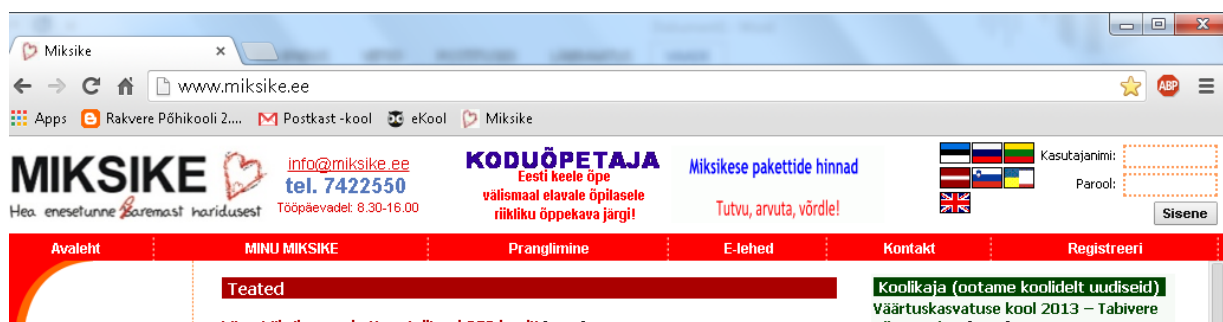 Miksike
www.miksike.ee
ABP
Apps Rakvere Põhikooli 2.... Postkast -kool eKool Miksike
MIKSIKE
Hea enesetunne paremast haridusest
info@miksike.ee
tel. 7422550
Tööpäevadel: 8.30-16.00
KODUÕPETAJA
Eesti keele õpe
välismaal elavale õpilasele
riikliku õppekava järgi!
Miksikese pakettide hinnad
Tutvu, arvuta, võrdle!
Kasutajanimi:
Parool:
Sisene
Avaleht MINU MIKSIKE Pranglimine E-lehed Kontakt Registreeri
Teated
Koolikaja (ootame koolidelt uudiseid)
Väärtuskasvatuse kool 2013 – Tabivere